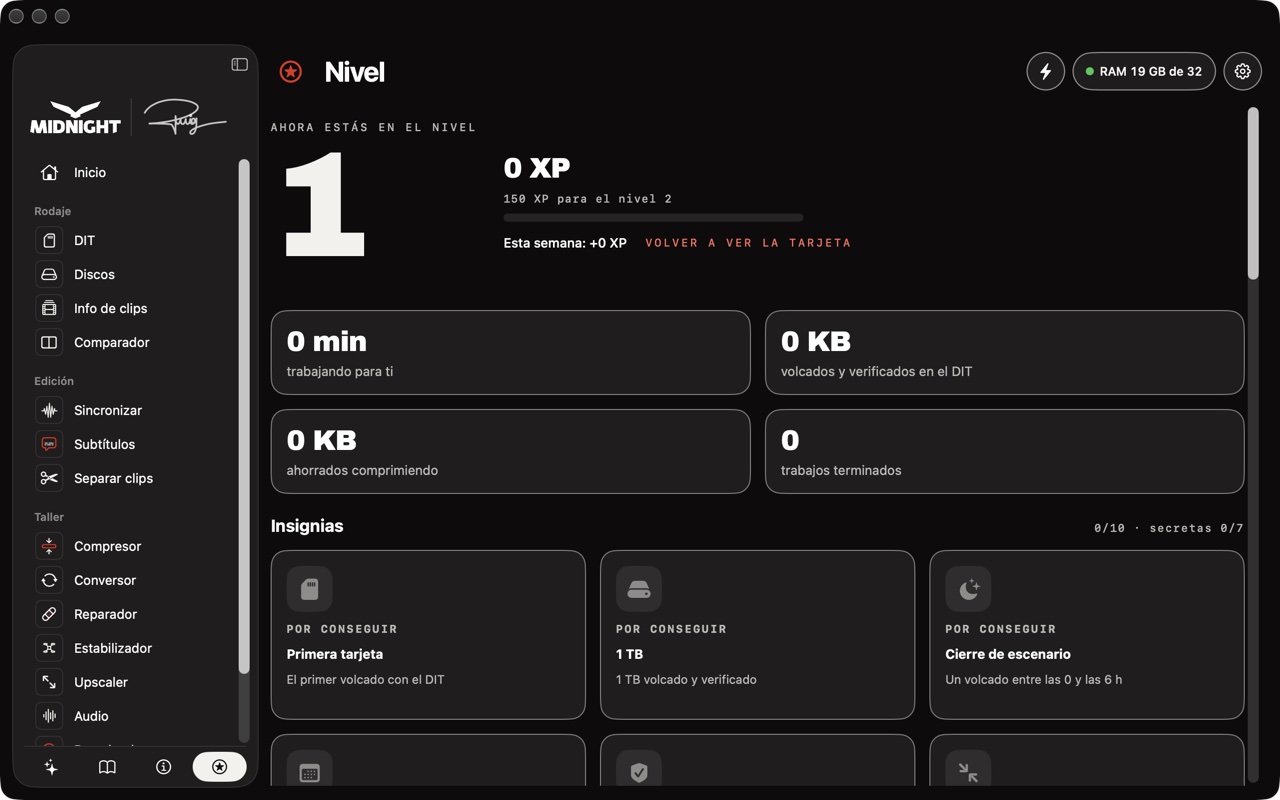 Nivel
RAM 19 GB de 32
MIDNIGHT
Puig
Inicio
Rodaje
DIT
Discos
Info de clips
Comparador
Edición
Sincronizar
Subtítulos
Separar clips
Taller
Compresor
Conversor
Reparador
Estabilizador
Upscaler
Audio
AHORA ESTÁS EN EL NIVEL
1
0 XP
150 XP para el nivel 2
Esta semana: +0 XP VOLVER A VER LA TARJETA
0 min
trabajando para ti
0 KB
volcados y verificados en el DIT
0 KB
ahorrados comprimiendo
0
trabajos terminados
Insignias
0/10 · secretas 0/7
POR CONSEGUIR
Primera tarjeta
El primer volcado con el DIT
POR CONSEGUIR
1 TB
1 TB volcado y verificado
POR CONSEGUIR
Cierre de escenario
Un volcado entre las 0 y las 6 h